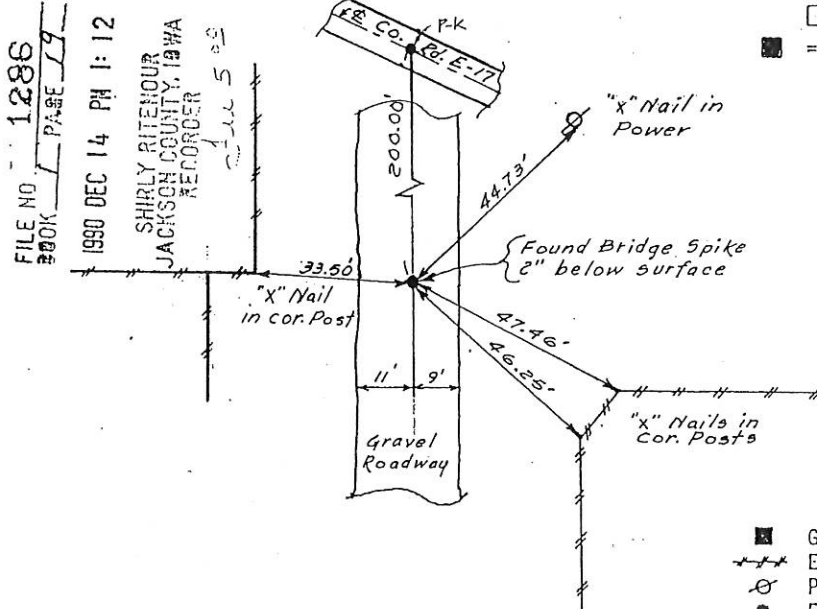 FILE NO 1286
BOOK 1 PAGE 19
1990 DEC 14 PM 1:12
SHIRLY RITENOUR
JACKSON COUNTY, IOWA
RECORDER
5.00
P-K
℄ Co. Rd. E-17
200.00'
"X" Nail in
Power
44.73'
Found Bridge Spike
2" below surface
33.50'
"X" Nail
in cor. Post
47.46'
46.25'
11' 9'
"X" Nails in
Cor. Posts
Gravel
Roadway
=
G
E
P